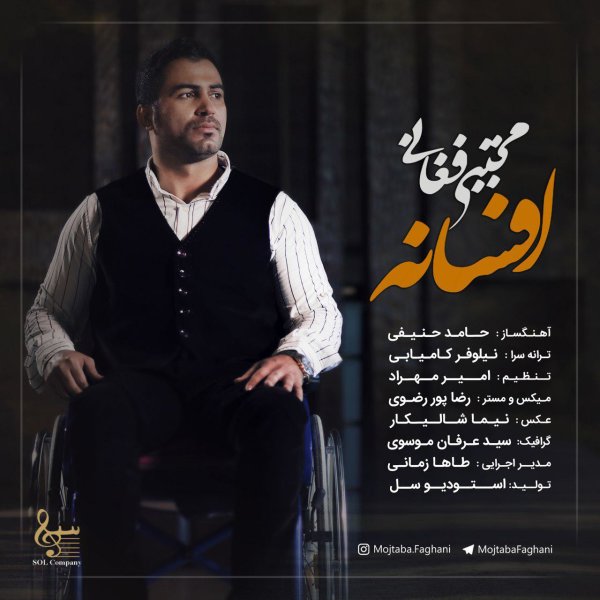 مجتبی فغانی
افسانه
آهنگساز : حامد حنیفی
ترانه سرا : نیلوفر کامیابی
تنظیم : امیر مهراد
میکس و مستر : رضا پور رضوی
عکس : نیما شالیکار
گرافیک: سید عرفان موسوی
مدیر اجرایی : طاها زمانی
تولید: استودیو سل
Mojtaba.Faghani MojtabaFaghani
سل
SOL Company